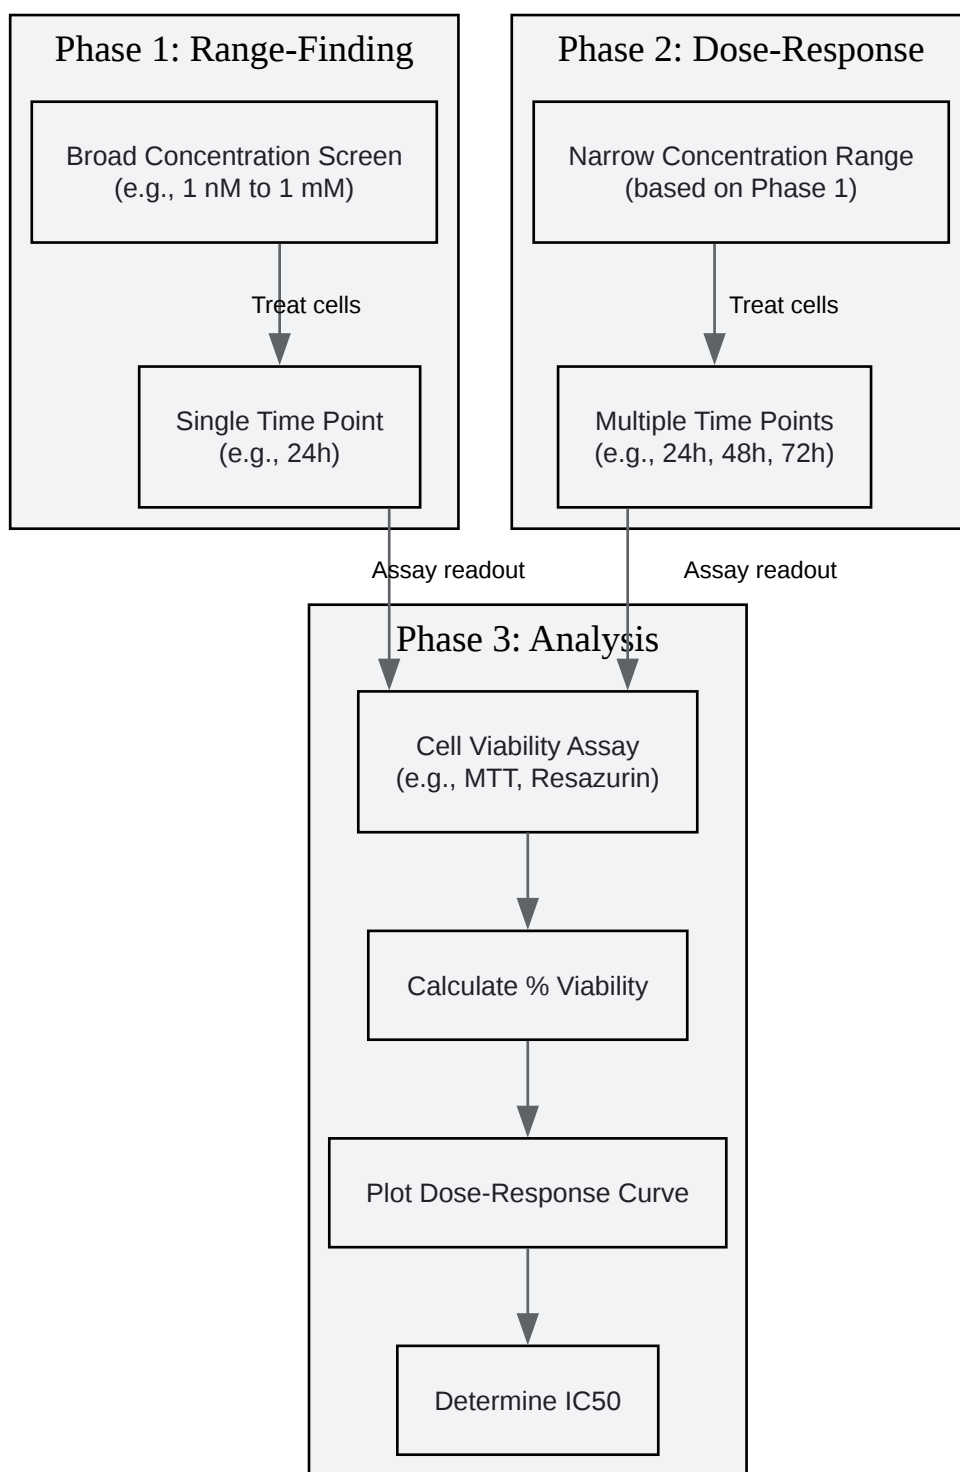 Phase 1: Range-Finding
Broad Concentration Screen
(e.g., 1 nM to 1 mM)
Treat cells
Single Time Point
(e.g., 24h)
Phase 2: Dose-Response
Narrow Concentration Range
(based on Phase 1)
Treat cells
Multiple Time Points
(e.g., 24h, 48h, 72h)
Assay readout
Assay readout
Phase 3: Analysis
Cell Viability Assay
(e.g., MTT, Resazurin)
Calculate % Viability
Plot Dose-Response Curve
Determine IC50